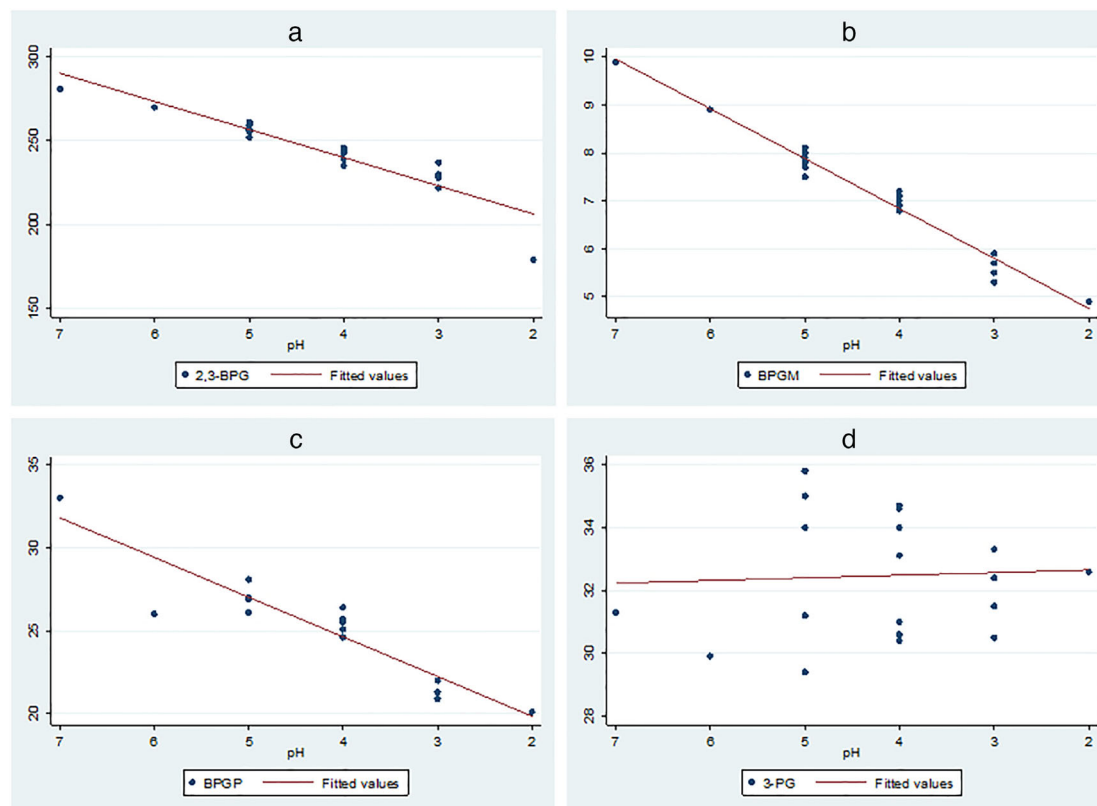 a
300
250
200
150
7 6 5 4 3 2
pH
2,3-BPG Fitted values
b
10
9
8
7
6
5
7 6 5 4 3 2
pH
BPGM Fitted values
c
35
30
25
20
7 6 5 4 3 2
pH
BPGP Fitted values
d
36
34
32
30
28
7 6 5 4 3 2
pH
3-PG Fitted values